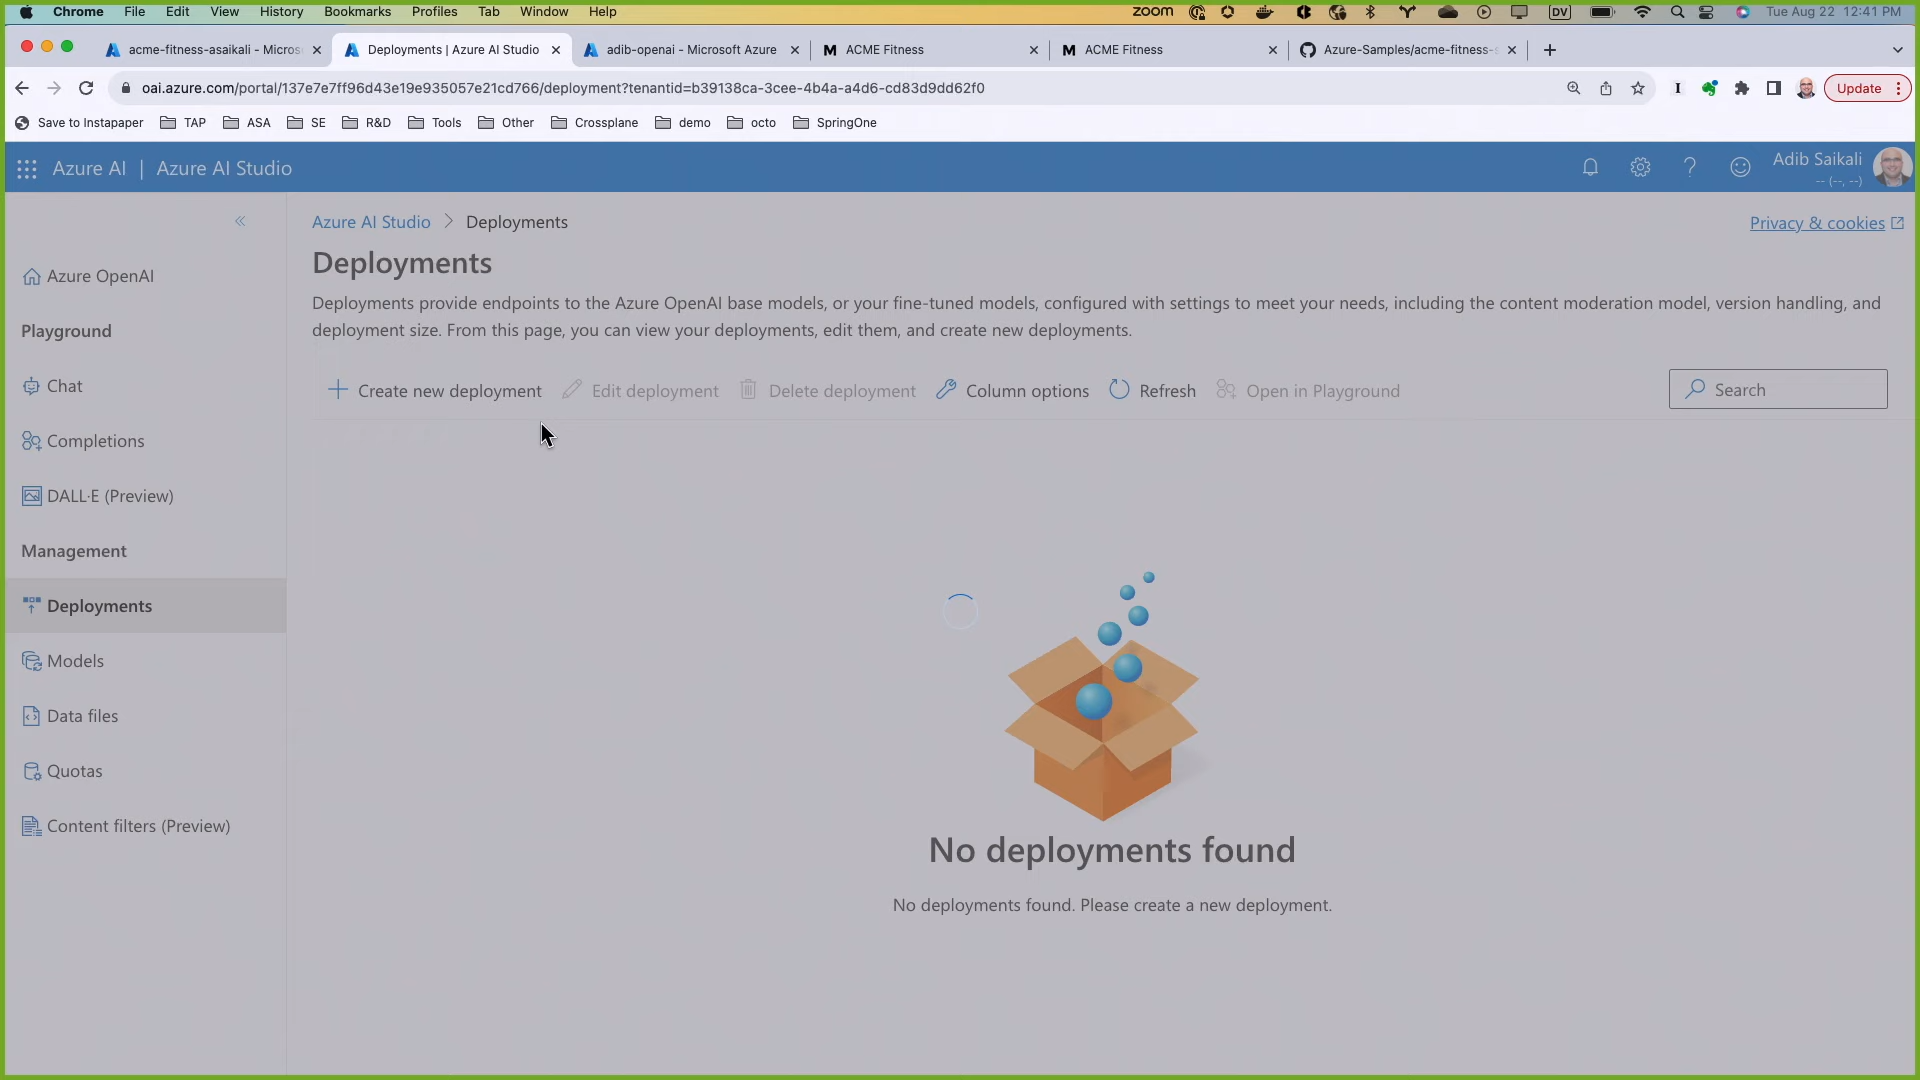 Chrome File Edit View History Bookmarks Profiles Tab Window Help zoom DV Tue Aug 22 12:41 PM
acme-fitness-asaikali - Micros Deployments | Azure AI Studio adib-openai - Microsoft Azure M ACME Fitness M ACME Fitness Azure-Samples/acme-fitness-s
oai.azure.com/portal/137e7e7ff96d43e19e935057e21cd766/deployment?tenantid=b39138ca-3cee-4b4a-a4d6-cd83d9dd62f0 Update
Save to Instapaper TAP ASA SE R&D Tools Other Crossplane demo octo SpringOne
Azure AI | Azure AI Studio Adib Saikali
-- (--, --)
Azure AI Studio > Deployments Privacy & cookies
Deployments
Deployments provide endpoints to the Azure OpenAI base models, or your fine-tuned models, configured with settings to meet your needs, including the content moderation model, version handling, and
deployment size. From this page, you can view your deployments, edit them, and create new deployments.
Create new deployment Edit deployment Delete deployment Column options Refresh Open in Playground Search
Azure OpenAI
Playground
Chat
Completions
DALL·E (Preview)
Management
Deployments
Models
Data files
Quotas
Content filters (Preview)
No deployments found
No deployments found. Please create a new deployment.